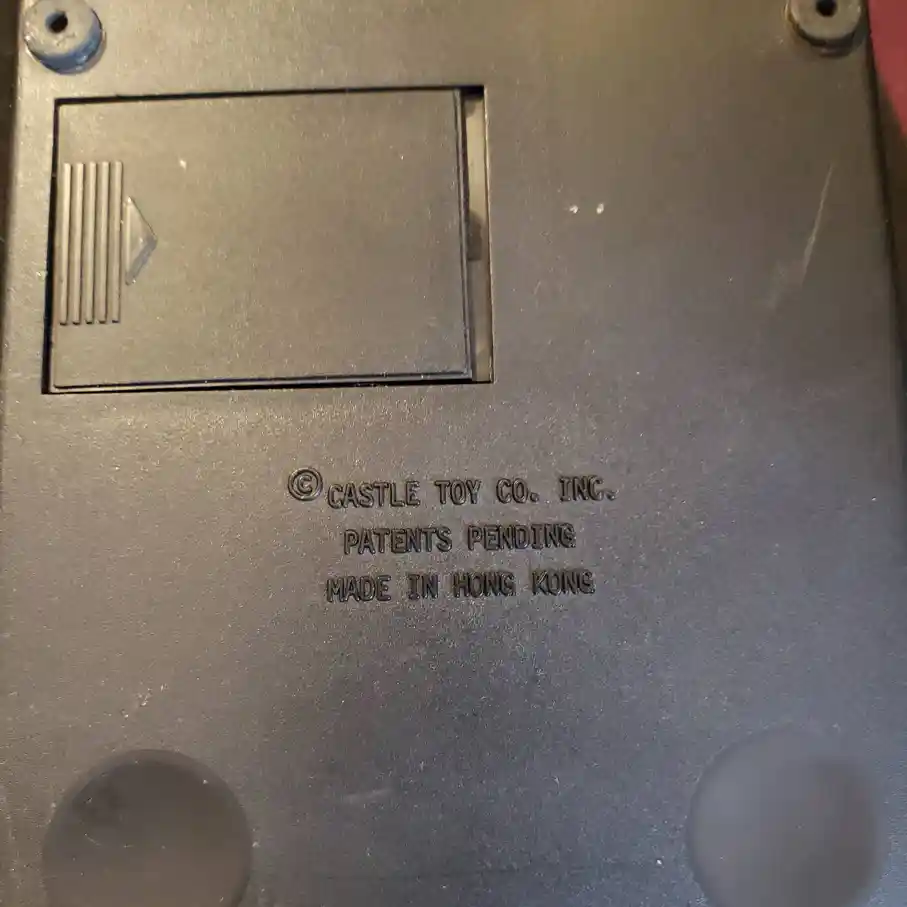 © CASTLE TOY CO. INC.
PATENTS PENDING
MADE IN HONG KONG